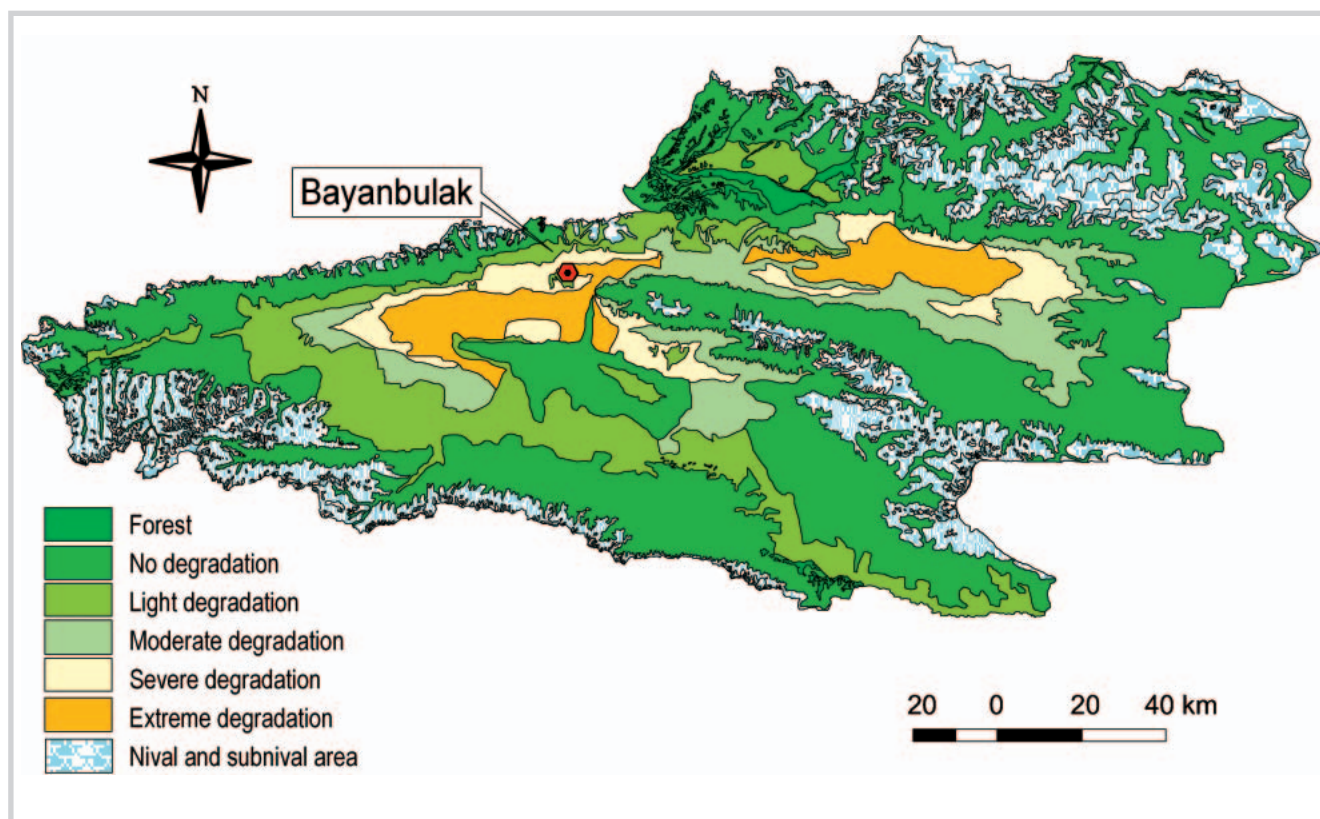 N
Bayanbulak
Forest
No degradation
Light degradation
Moderate degradation
Severe degradation
Extreme degradation
Nival and subnival area
20 0 20 40 km